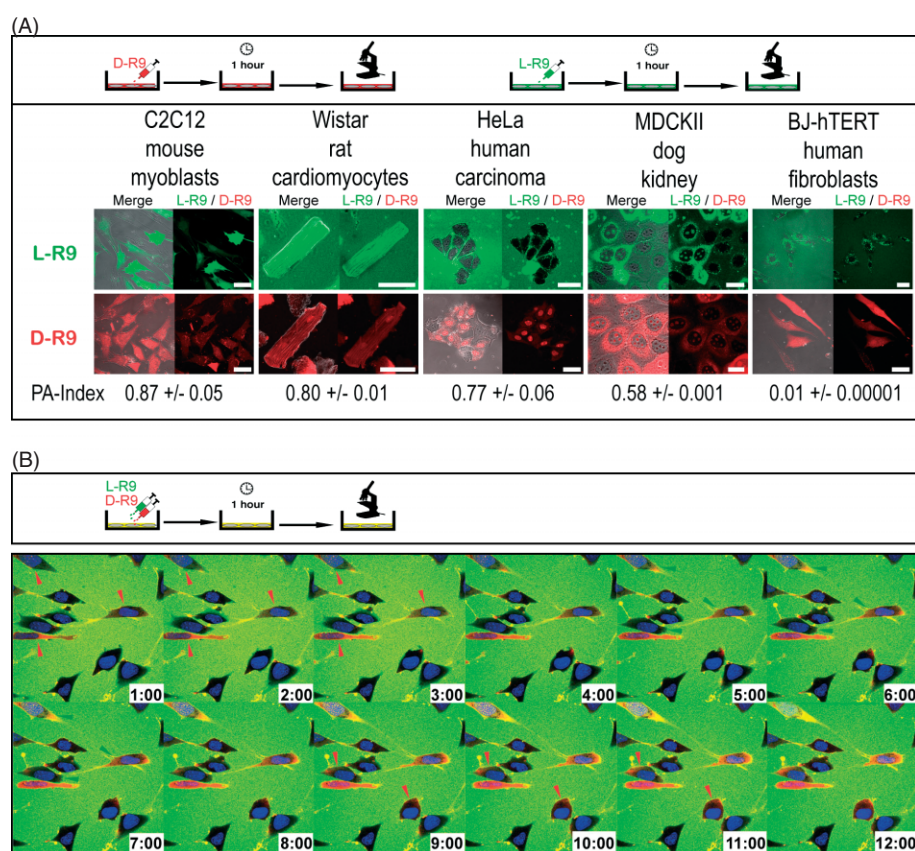 (A)
D-R9
1 hour
L-R9
1 hour
C2C12
mouse
myoblasts
Wistar
rat
cardiomyocytes
HeLa
human
carcinoma
MDCKII
dog
kidney
BJ-hTERT
human
fibroblasts
Merge L-R9 / D-R9 Merge L-R9 / D-R9 Merge L-R9 / D-R9 Merge L-R9 / D-R9 Merge L-R9 / D-R9
L-R9
D-R9
PA-Index 0.87 +/- 0.05 0.80 +/- 0.01 0.77 +/- 0.06 0.58 +/- 0.001 0.01 +/- 0.00001
(B)
L-R9
D-R9
1 hour
1:00 2:00 3:00 4:00 5:00 6:00
7:00 8:00 9:00 10:00 11:00 12:00